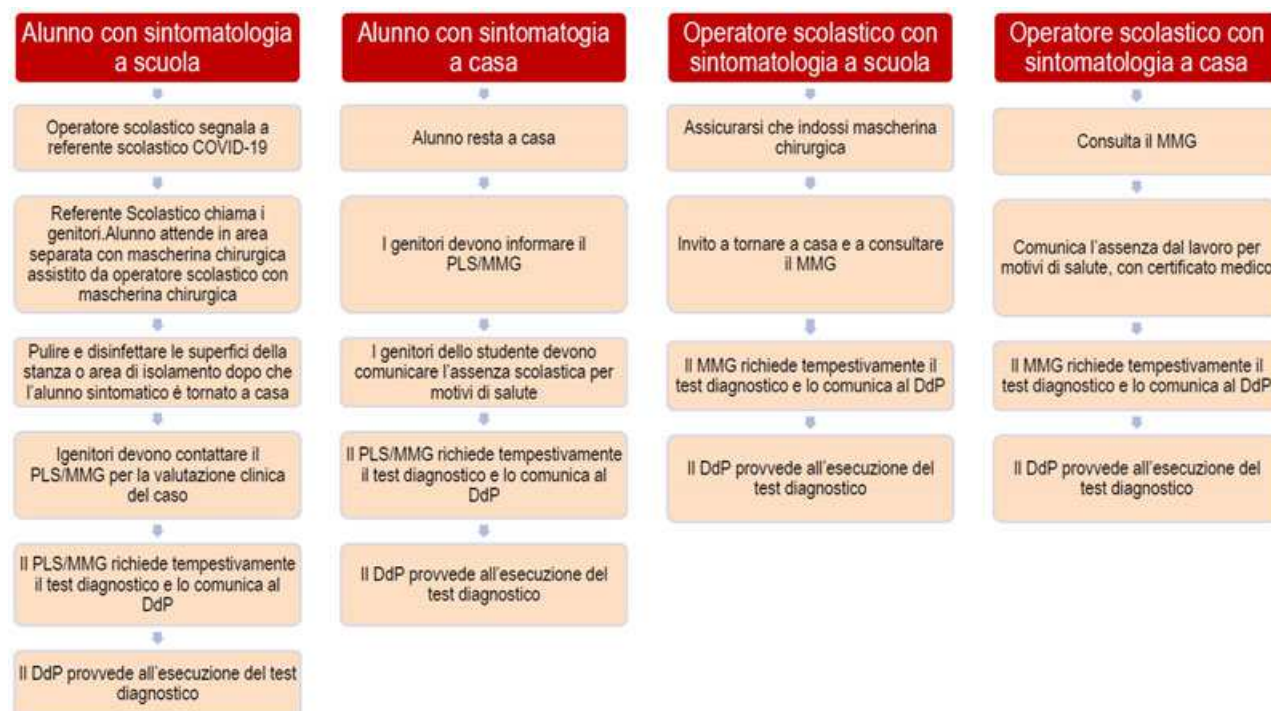 Alunno con sintomatologia
a scuola
Operatore scolastico segnala a
referente scolastico COVID-19
Referente Scolastico chiama i
genitori.Alunno attende in area
separata con mascherina chirurgica
assistito da operatore scolastico con
mascherina chirurgica
Pulire e disinfettare le superfici della
stanza o area di isolamento dopo che
l'alunno sintomatico è tornato a casa
Igenitori devono contattare il
PLS/MMG per la valutazione clinica
del caso
Il PLS/MMG richiede tempestivamente
il test diagnostico e lo comunica al
DdP
Il DdP provvede all'esecuzione del test
diagnostico
Alunno con sintomatogia
a casa
Alunno resta a casa
I genitori devono informare il
PLS/MMG
I genitori dello studente devono
comunicare l'assenza scolastica per
motivi di salute
Il PLS/MMG richiede tempestivamente
il test diagnostico e lo comunica al
DdP
Il DdP provvede all'esecuzione del
test diagnostico
Operatore scolastico con
sintomatologia a scuola
Assicurarsi che indossi mascherina
chirurgica
Invito a tornare a casa e a consultare
il MMG
Il MMG richiede tempestivamente il
test diagnostico e lo comunica al DdP
Il DdP provvede all'esecuzione del
test diagnostico
Operatore scolastico con
sintomatologia a casa
Consulta il MMG
Comunica l'assenza dal lavoro per
motivi di salute, con certificato medico
Il MMG richiede tempestivamente il
test diagnostico e lo comunica al DdP
Il DdP provvede all'esecuzione del
test diagnostico